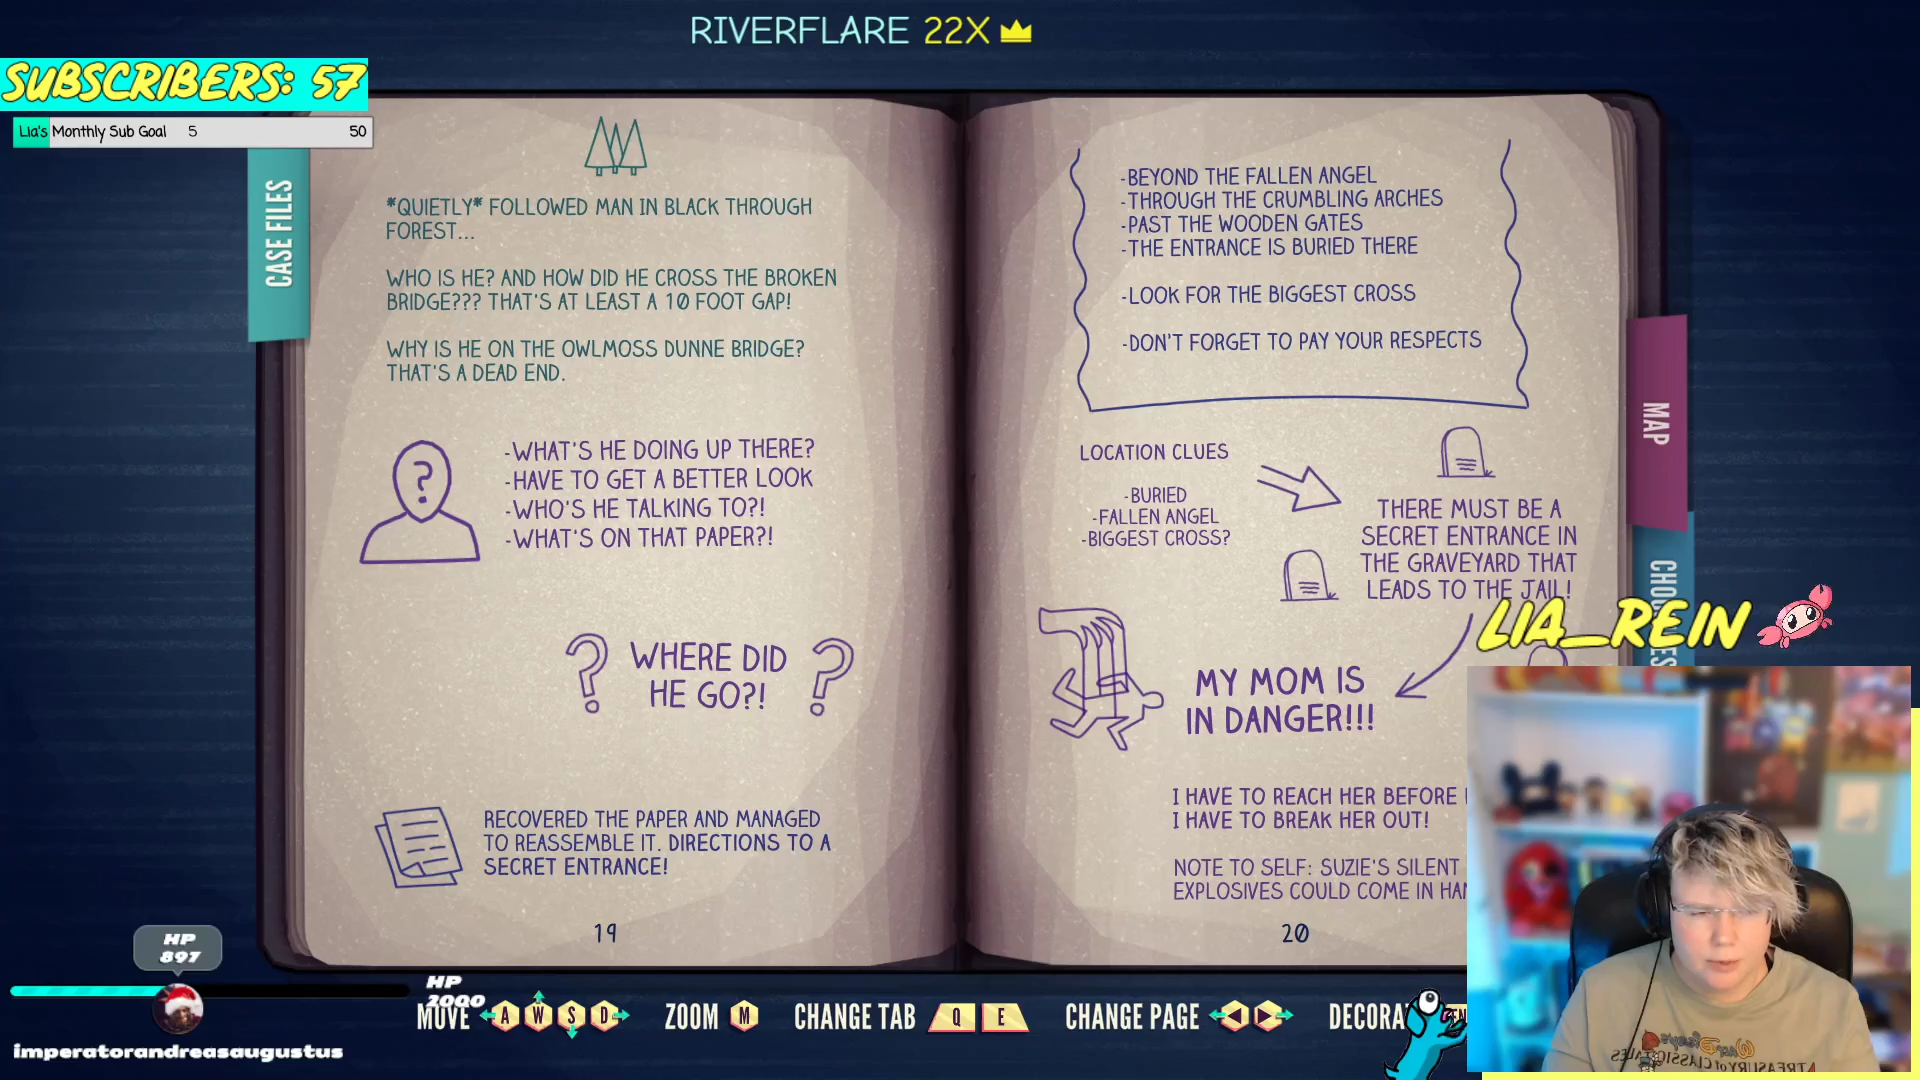 RIVERFLARE 22X
SUBSCRIBERS: 57
Lia's Monthly Sub Goal 5 50
CASE FILES
*QUIETLY* FOLLOWED MAN IN BLACK THROUGH
FOREST...
WHO IS HE? AND HOW DID HE CROSS THE BROKEN
BRIDGE??? THAT'S AT LEAST A 10 FOOT GAP!
WHY IS HE ON THE OWLMOSS DUNNE BRIDGE?
THAT'S A DEAD END.
?
-WHAT'S HE DOING UP THERE?
-HAVE TO GET A BETTER LOOK
-WHO'S HE TALKING TO?!
-WHAT'S ON THAT PAPER?!
? WHERE DID ?
HE GO?!
RECOVERED THE PAPER AND MANAGED
TO REASSEMBLE IT. DIRECTIONS TO A
SECRET ENTRANCE!
19
-BEYOND THE FALLEN ANGEL
-THROUGH THE CRUMBLING ARCHES
-PAST THE WOODEN GATES
-THE ENTRANCE IS BURIED THERE
-LOOK FOR THE BIGGEST CROSS
-DON'T FORGET TO PAY YOUR RESPECTS
LOCATION CLUES
-BURIED
-FALLEN ANGEL
-BIGGEST CROSS?
THERE MUST BE A
SECRET ENTRANCE IN
THE GRAVEYARD THAT
LEADS TO THE JAIL!
MY MOM IS
IN DANGER!!!
I HAVE TO REACH HER BEFORE
I HAVE TO BREAK HER OUT!
NOTE TO SELF: SUZIE'S SILENT
EXPLOSIVES COULD COME IN
20
MAP
LIA_REIN
HP
897
HP
2000
imperatorandreasaugustus
MOVE A W S D ZOOM M CHANGE TAB Q E CHANGE PAGE